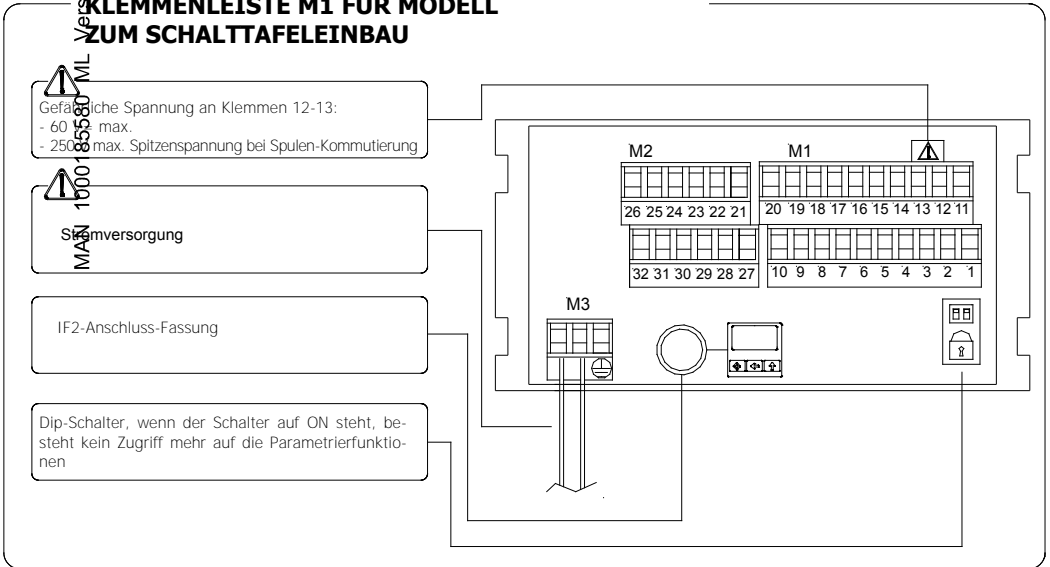 KLEMMENLEISTE M1 FÜR MODELL
ZUM SCHALTTAFELEINBAU
MAN 1000185580 ML Vers
Gefährliche Spannung an Klemmen 12-13:
- 60 V= max.
- 250 max. Spitzenspannung bei Spulen-Kommutierung
Stromversorgung
IF2-Anschluss-Fassung
Dip-Schalter, wenn der Schalter auf ON steht, be-
steht kein Zugriff mehr auf die Parametrierfunktio-
nen
M2
M1
26 25 24 23 22 21
20 19 18 17 16 15 14 13 12 11
32 31 30 29 28 27
10 9 8 7 6 5 4 3 2 1
M3